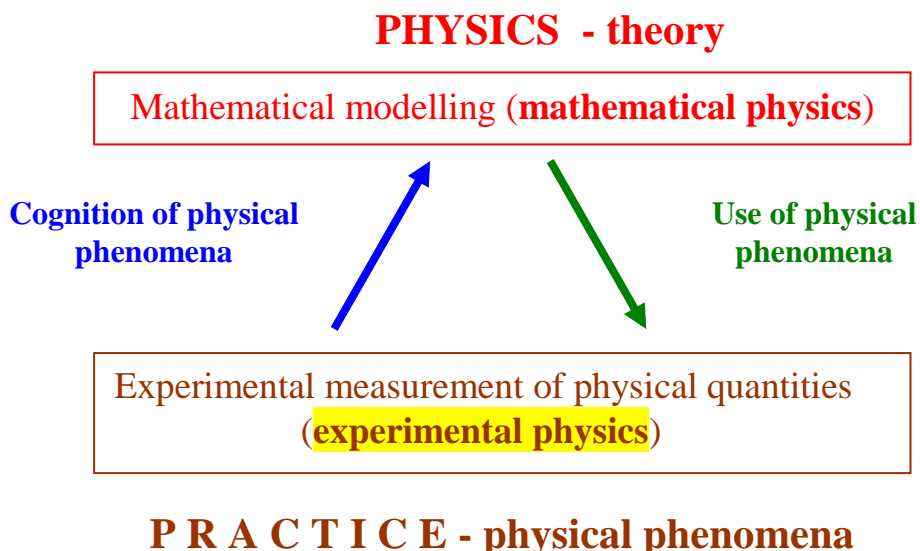 PHYSICS - theory
Mathematical modelling (mathematical physics)
Cognition of physical
phenomena
Use of physical
phenomena
Experimental measurement of physical quantities
(experimental physics)
P R A C T I C E - physical phenomena